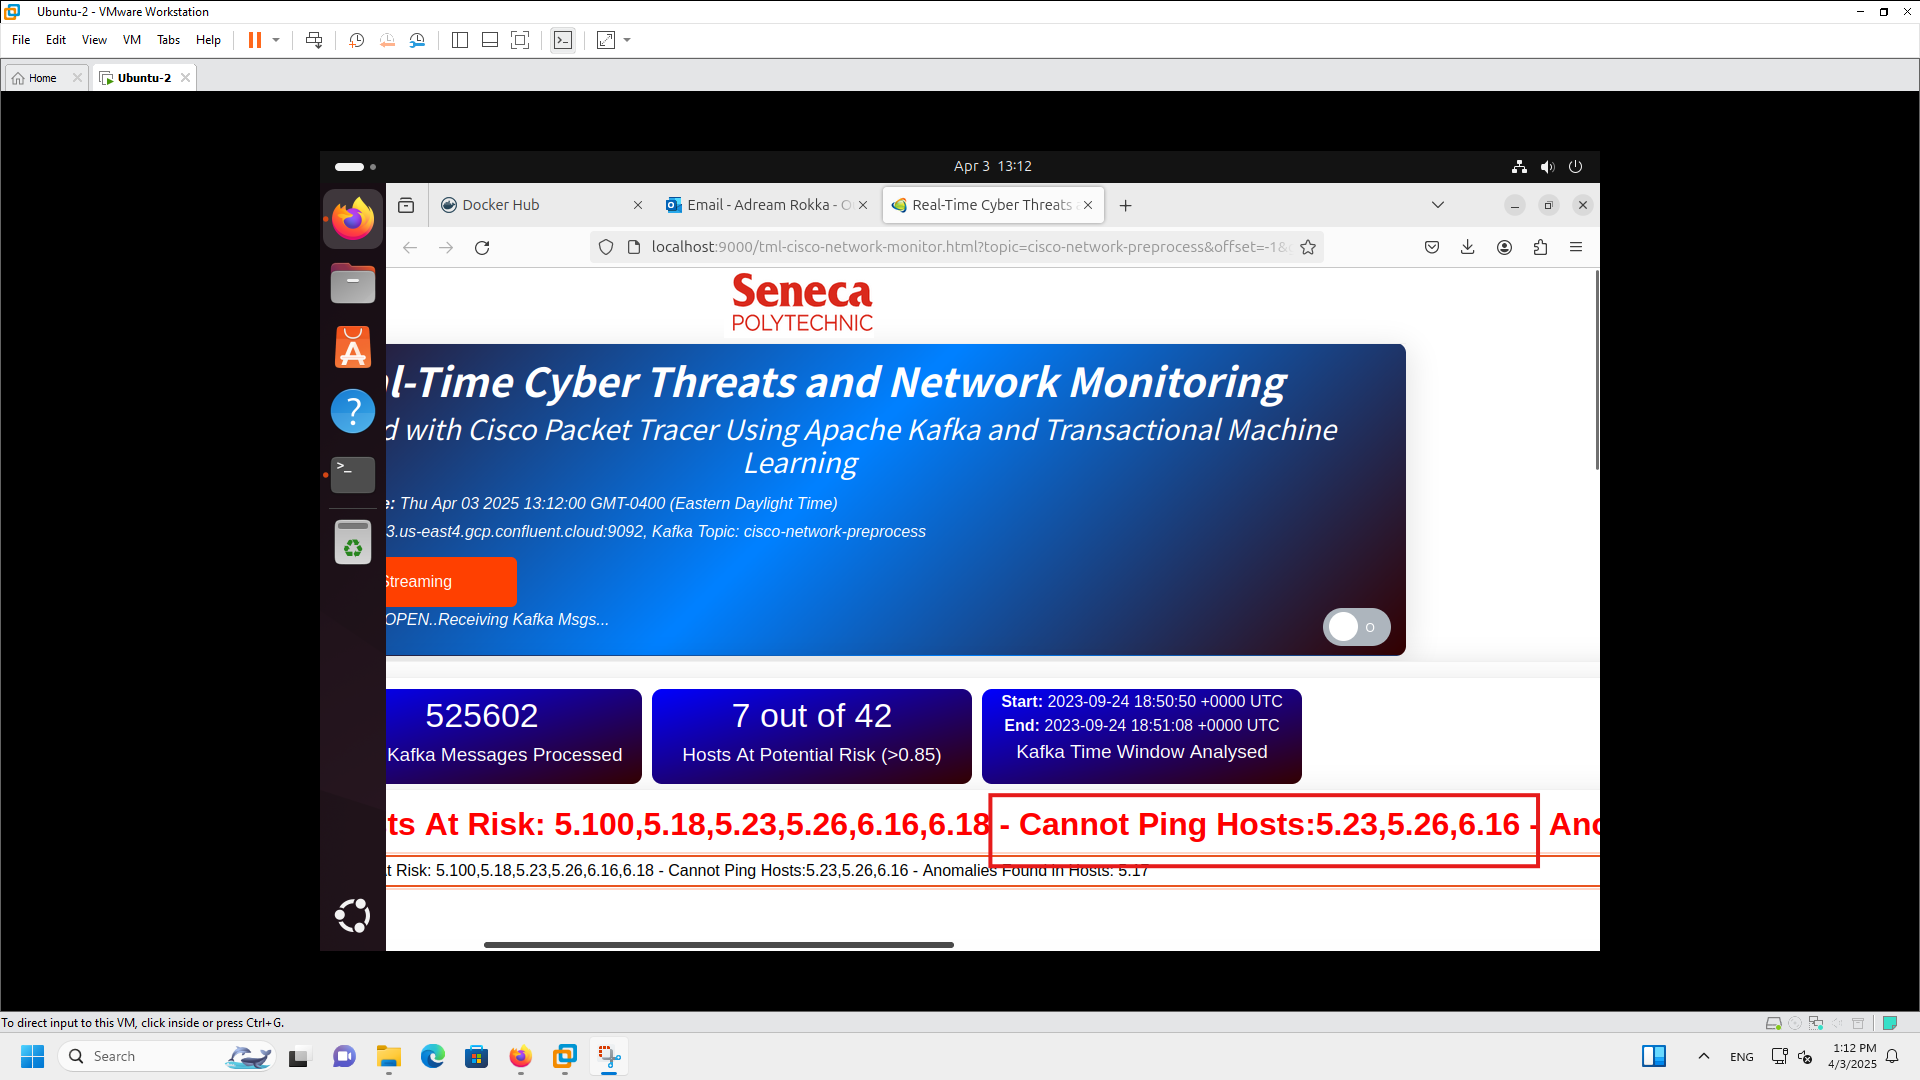 Ubuntu-2 - VMware Workstation
File Edit View VM Tabs Help
Home
Ubuntu-2
Apr 3 13:12
Docker Hub
Email - Adream Rokka - O
Real-Time Cyber Threats
localhost:9000/tml-cisco-network-monitor.html?topic=cisco-network-preprocess&offset=-1&
Seneca
POLYTECHNIC
l-Time Cyber Threats and Network Monitoring
d with Cisco Packet Tracer Using Apache Kafka and Transactional Machine
Learning
e: Thu Apr 03 2025 13:12:00 GMT-0400 (Eastern Daylight Time)
3.us-east4.gcp.confluent.cloud:9092, Kafka Topic: cisco-network-preprocess
Streaming
OPEN..Receiving Kafka Msgs...
525602
Kafka Messages Processed
7 out of 42
Hosts At Potential Risk (>0.85)
Start: 2023-09-24 18:50:50 +0000 UTC
End: 2023-09-24 18:51:08 +0000 UTC
Kafka Time Window Analysed
ts At Risk: 5.100,5.18,5.23,5.26,6.16,6.18 - Cannot Ping Hosts:5.23,5.26,6.16 - Ano
t Risk: 5.100,5.18,5.23,5.26,6.16,6.18 - Cannot Ping Hosts:5.23,5.26,6.16 - Anomalies Found in Hosts: 5.17
To direct input to this VM, click inside or press Ctrl+G.
Search
ENG
1:12 PM
4/3/2025